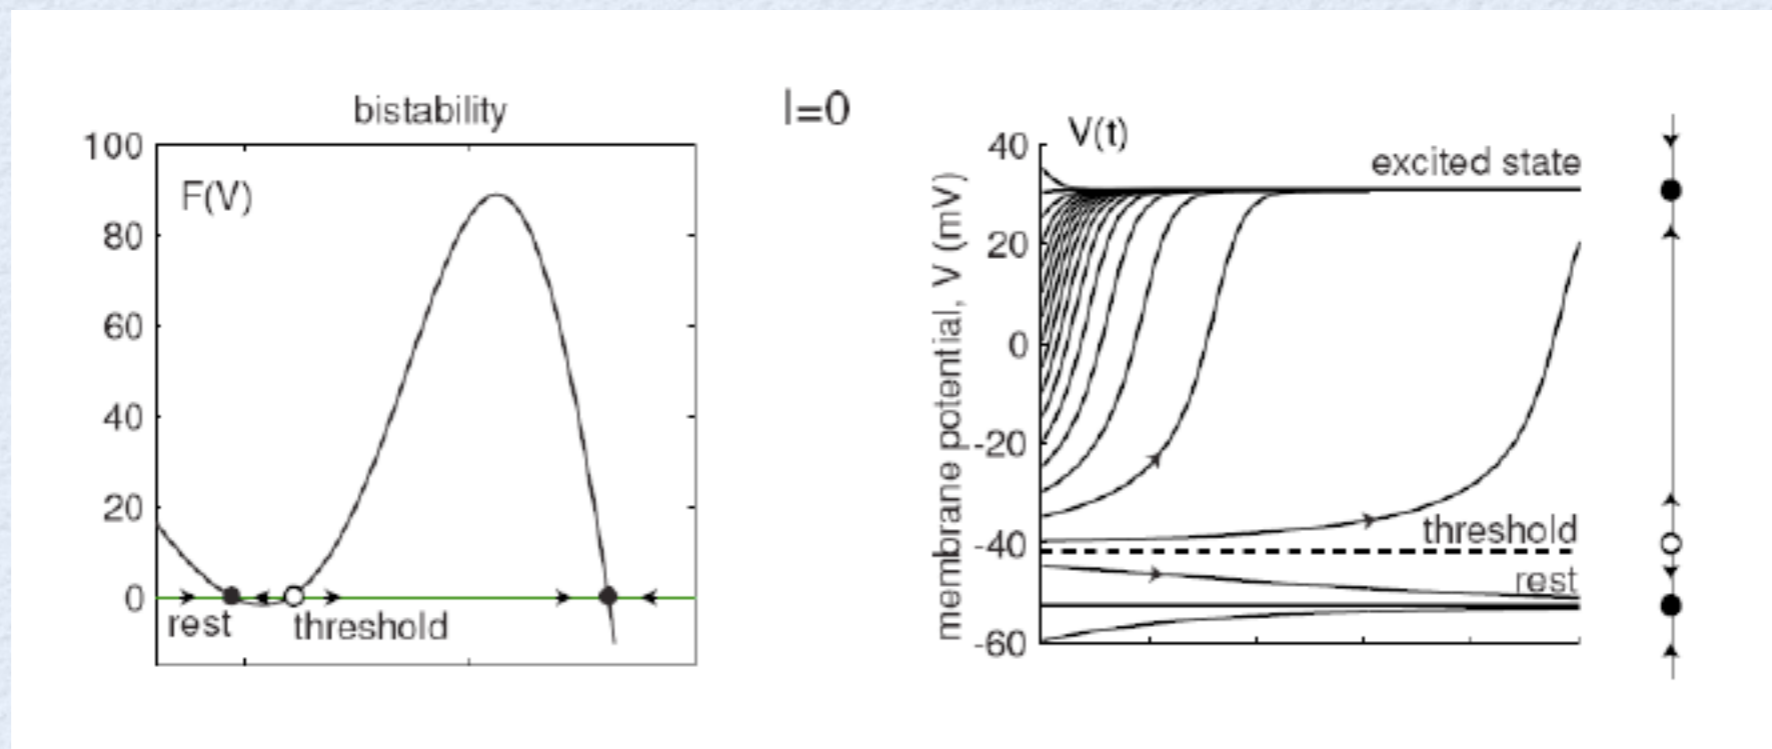 bistability
I=0
100
F(V)
80
60
40
20
0
rest
threshold
V(t)
40
excited state
20
0
-20
-40
-60
membrane potential, V (mV)
threshold
rest